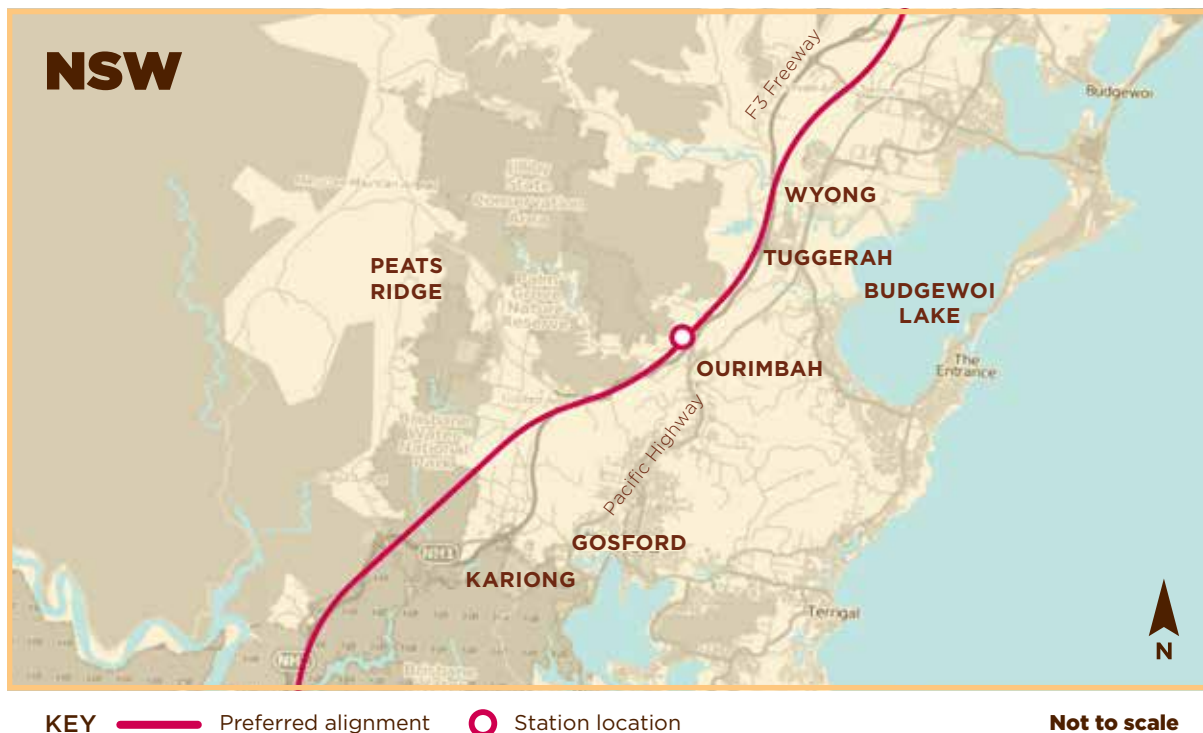 NSW
F3 Freeway
Budgewoi
WYONG
TUGGERAH
PEATS
RIDGE
BUDGEWOI
LAKE
OURIMBAH
The
Entrance
Pacific Highway
GOSFORD
KARIONG
Terrigal
N
KEY
Preferred alignment
Station location
Not to scale